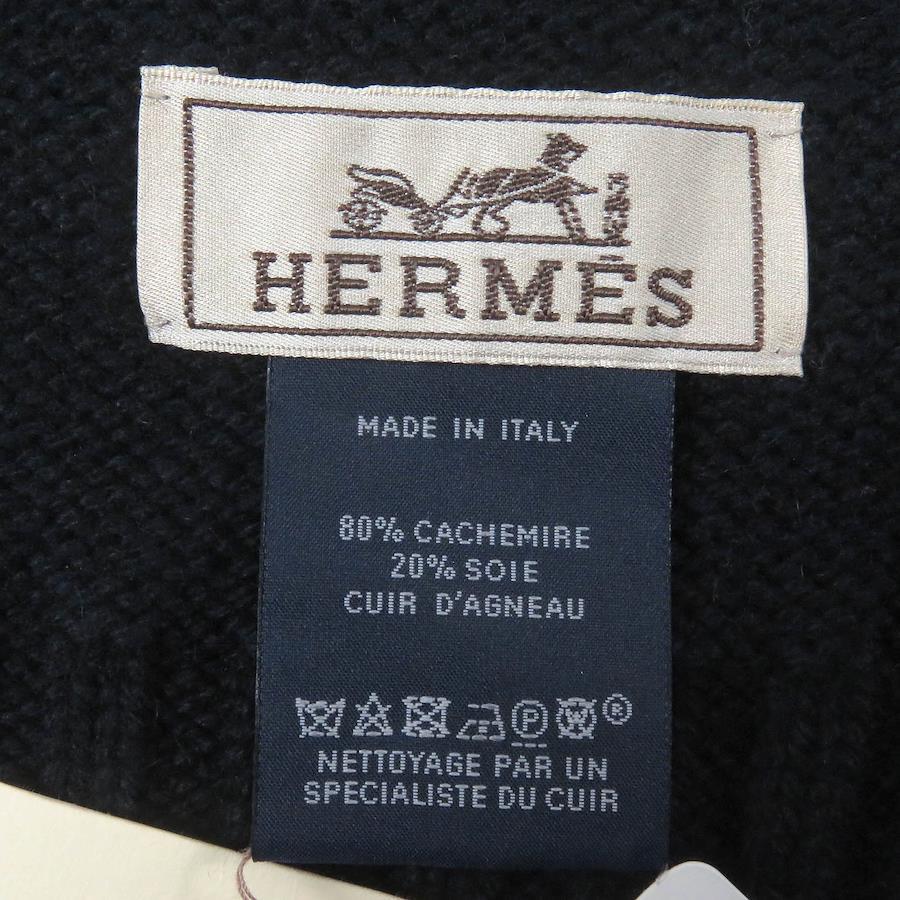 HERMÈS
MADE IN ITALY
80% CACHEMIRE
20% SOIE
CUIR D'AGNEAU
P W ®
NETTOYAGE PAR UN
SPECIALISTE DU CUIR